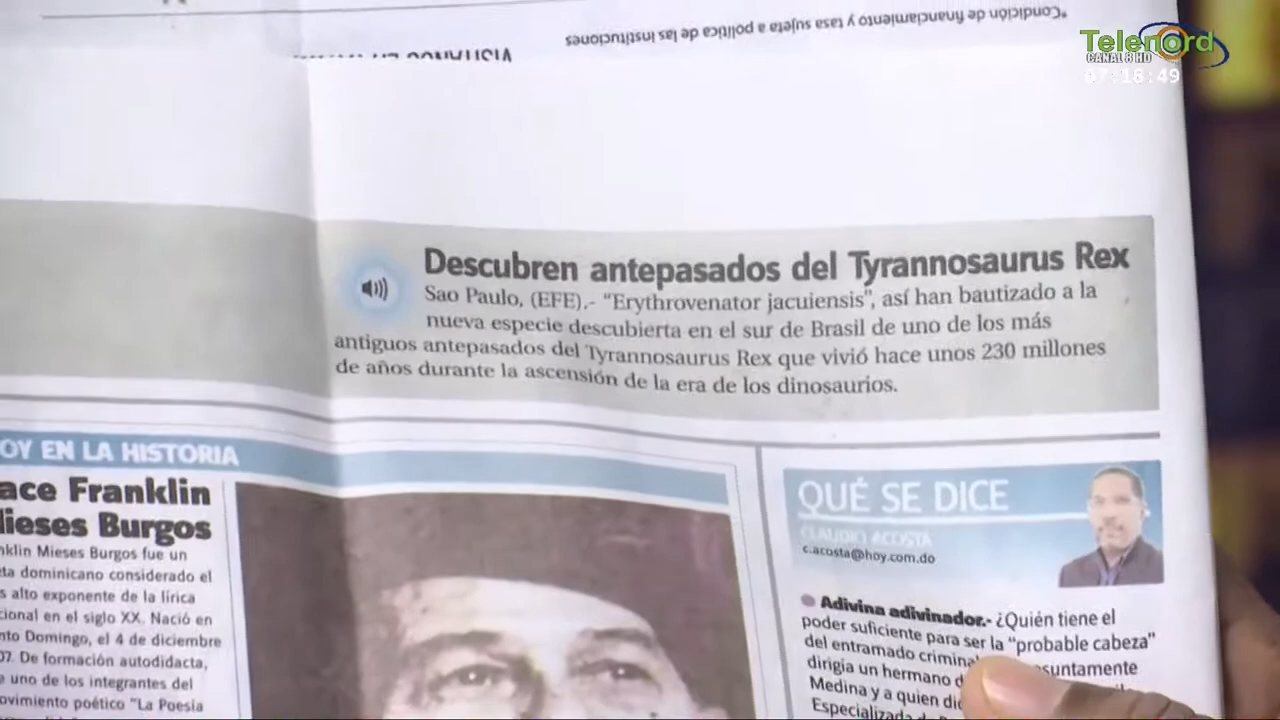 *Condición de financiamiento y tasa sujeta a política de las instituciones
Telenord
CANAL 8 HD
07:18:49
Descubren antepasados del Tyrannosaurus Rex
Sao Paulo, (EFE).- "Erythrovenator jacuiensis", así han bautizado a la
nueva especie descubierta en el sur de Brasil de uno de los más
antiguos antepasados del Tyrannosaurus Rex que vivió hace unos 230 millones
de años durante la ascensión de la era de los dinosaurios.
OY EN LA HISTORIA
ace Franklin
Mieses Burgos
nklin Mieses Burgos fue un
ta dominicano considerado el
s alto exponente de la lírica
cional en el siglo XX. Nació en
nto Domingo, el 4 de diciembre
07. De formación autodidacta,
e uno de los integrantes del
ovimiento poético "La Poesía
QUÉ SE DICE
CLAUDIO ACOSTA
c.acosta@hoy.com.do
Adivina adivinador.- ¿Quién tiene el
poder suficiente para ser la "probable cabeza"
del entramado criminal suntamente
dirigía un hermano d
Medina y a quien dic
Especializada de